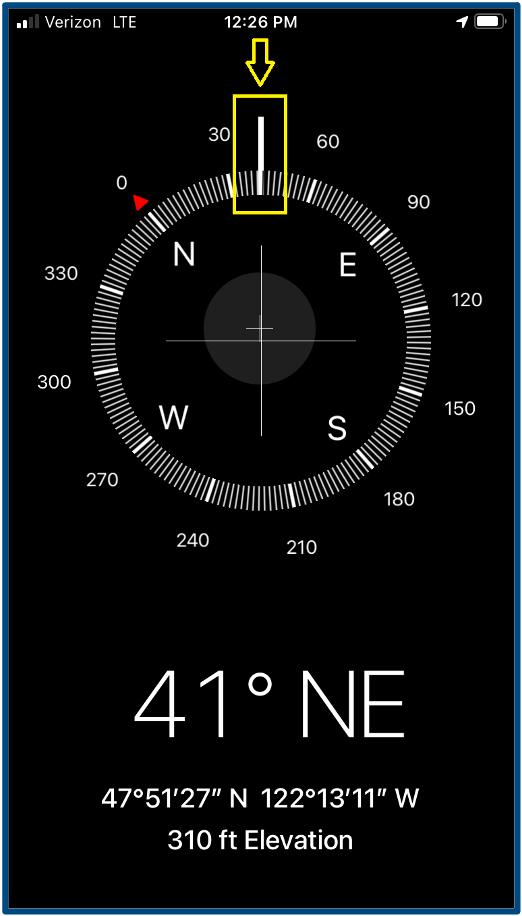 Verizon LTE 12:26 PM
30 60
0 90
N E
330 120
300 150
W S
270 180
240 210
41° NE
47°51′27″ N 122°13′11″ W
310 ft Elevation